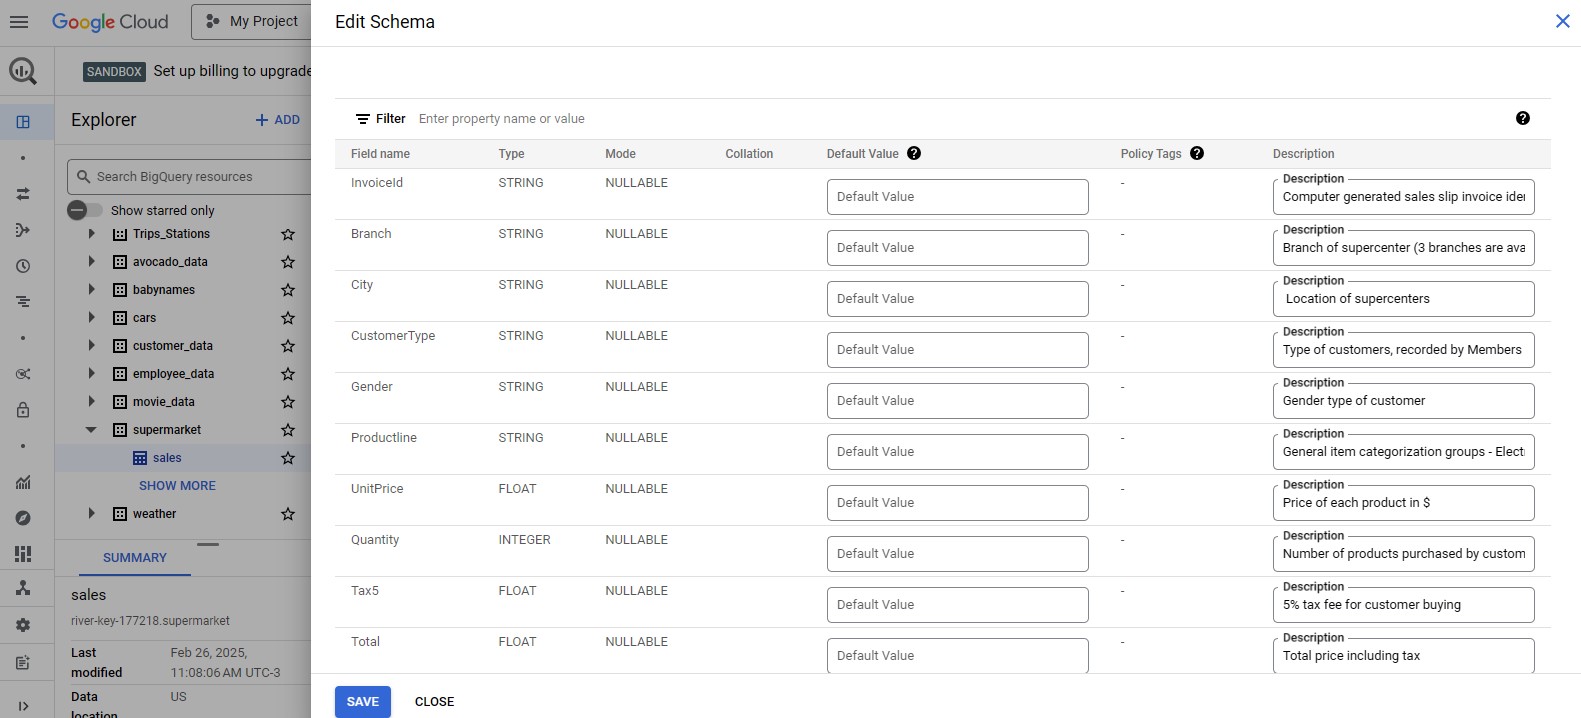 Google Cloud
My Project
SANDBOX Set up billing to upgrade
Explorer
ADD
Search BigQuery resources
Show starred only
Trips_Stations
avocado_data
babynames
cars
customer_data
employee_data
movie_data
supermarket
sales
SHOW MORE
weather
SUMMARY
sales
river-key-177218.supermarket
Last modified Feb 26, 2025, 11:08:06 AM UTC-3
Data location US
Edit Schema
Filter Enter property name or value
Field name Type Mode Collation Default Value Policy Tags Description
InvoiceId STRING NULLABLE Default Value - Description Computer generated sales slip invoice ide
Branch STRING NULLABLE Default Value - Description Branch of supercenter (3 branches are ava
City STRING NULLABLE Default Value - Description Location of supercenters
CustomerType STRING NULLABLE Default Value - Description Type of customers, recorded by Members
Gender STRING NULLABLE Default Value - Description Gender type of customer
Productline STRING NULLABLE Default Value - Description General item categorization groups - Elect
UnitPrice FLOAT NULLABLE Default Value - Description Price of each product in $
Quantity INTEGER NULLABLE Default Value - Description Number of products purchased by custom
Tax5 FLOAT NULLABLE Default Value - Description 5% tax fee for customer buying
Total FLOAT NULLABLE Default Value - Description Total price including tax
SAVE CLOSE